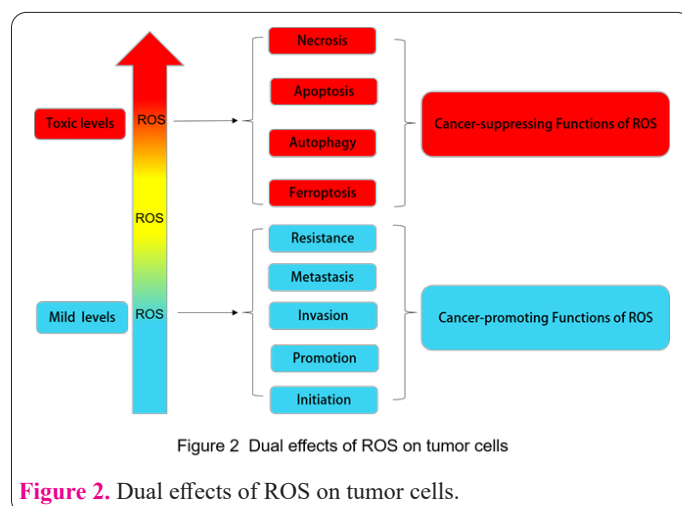 Necrosis
Apoptosis
Toxic levels
ROS
Cancer-suppressing Functions of ROS
Autophagy
Ferroptosis
ROS
Resistance
Metastasis
Mild levels
ROS
Invasion
Cancer-promoting Functions of ROS
Promotion
Initiation
Figure 2 Dual effects of ROS on tumor cells
Figure 2. Dual effects of ROS on tumor cells.